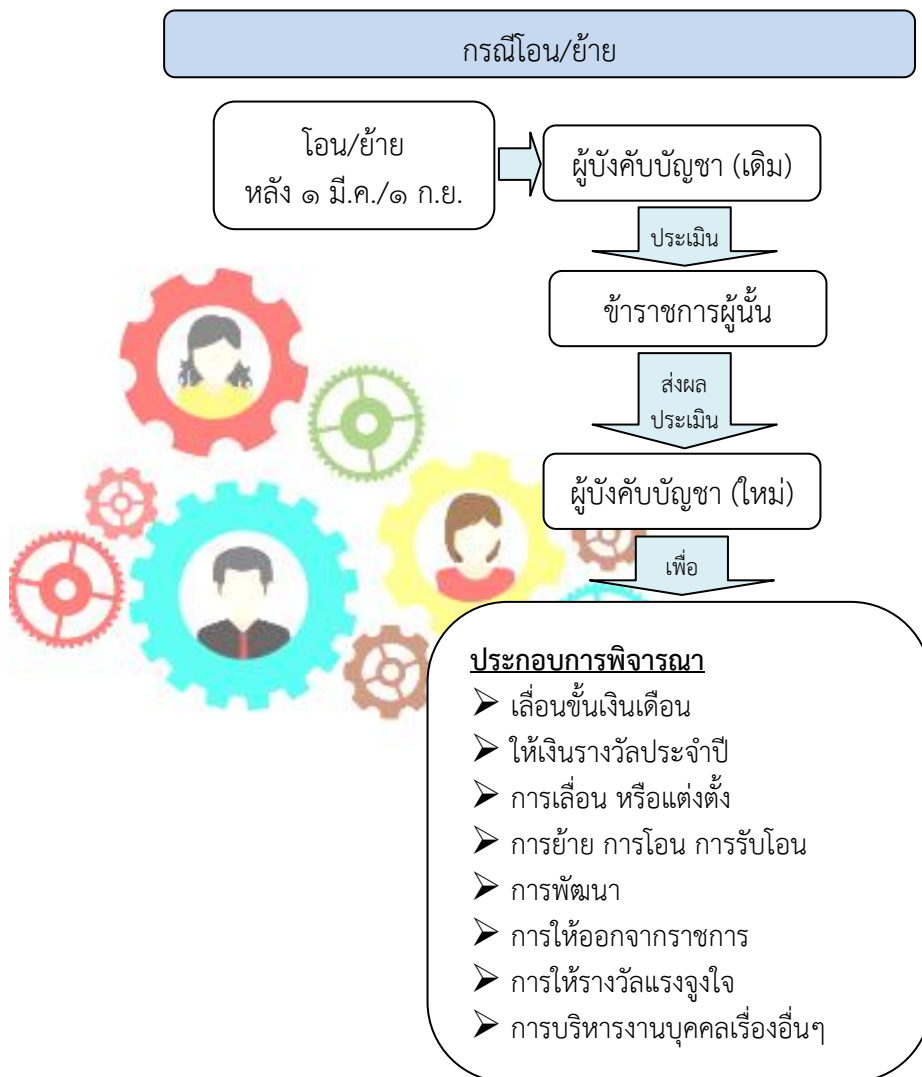 กรณีโอน/ย้าย
โอน/ย้าย
หลัง ๑ มี.ค./๑ ก.ย.
ผู้บังคับบัญชา (เดิม)
ประเมิน
ข้าราชการผู้นั้น
ส่งผล
ประเมิน
ผู้บังคับบัญชา (ใหม่)
เพื่อ
ประกอบการพิจารณา
➢ เลื่อนขั้นเงินเดือน
➢ ให้เงินรางวัลประจำปี
➢ การเลื่อน หรือแต่งตั้ง
➢ การย้าย การโอน การรับโอน
➢ การพัฒนา
➢ การให้ออกจากราชการ
➢ การให้รางวัลแรงจูงใจ
➢ การบริหารงานบุคคลเรื่องอื่นๆ